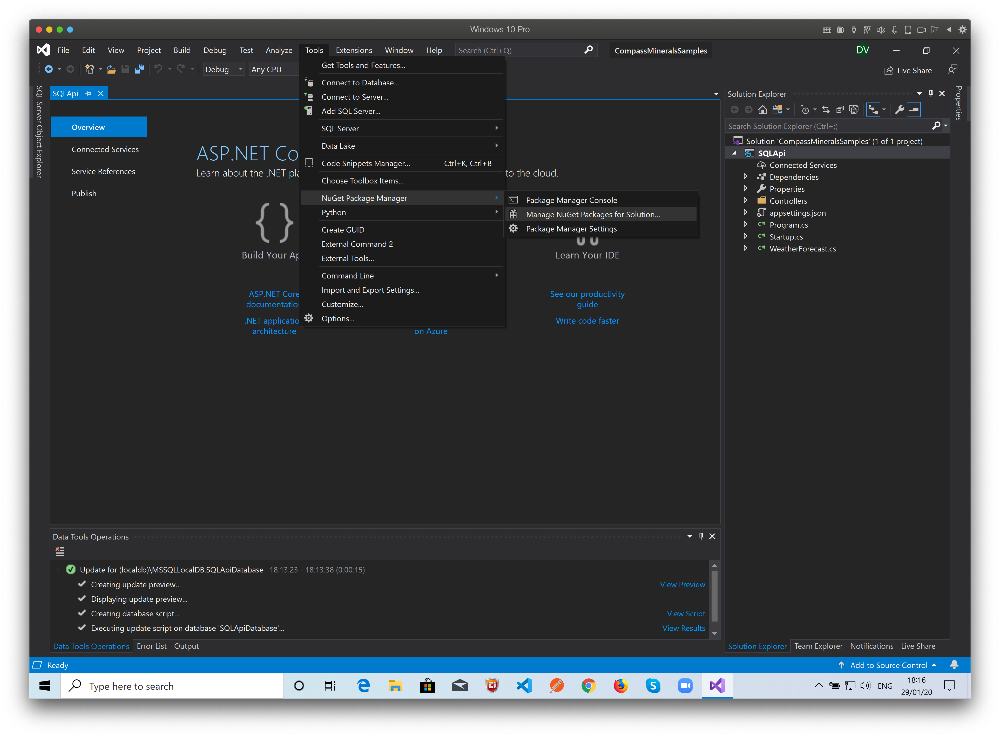 Windows 10 Pro
File Edit View Project Build Debug Test Analyze Tools Extensions Window Help Search (Ctrl+Q) CompassMineralsSamples DV
Debug Any CPU Live Share
SQL Server Object Explorer
SQLApi
Overview
Connected Services
Service References
Publish
ASP.NET Co
Learn about the .NET pla
to the cloud.
Build Your Ap
Learn Your IDE
ASP.NET Core
documentatio
.NET applicatio
architecture
on Azure
See our productivity
guide
Write code faster
Get Tools and Features...
Connect to Database...
Connect to Server...
Add SQL Server...
SQL Server
Data Lake
Code Snippets Manager... Ctrl+K, Ctrl+B
Choose Toolbox Items...
NuGet Package Manager
Python
Create GUID
External Command 2
External Tools...
Command Line
Import and Export Settings...
Customize...
Options...
Package Manager Console
Manage NuGet Packages for Solution...
Package Manager Settings
Solution Explorer
Search Solution Explorer (Ctrl+;)
Solution 'CompassMineralsSamples' (1 of 1 project)
SQLApi
Connected Services
Dependencies
Properties
Controllers
appsettings.json
C# Program.cs
C# Startup.cs
C# WeatherForecast.cs
Properties
Data Tools Operations
Update for (localdb)\MSSQLLocalDB.SQLApiDatabase 18:13:23 - 18:13:38 (0:00:15)
Creating update preview... View Preview
Displaying update preview...
Creating database script... View Script
Executing update script on database 'SQLApiDatabase'... View Results
Data Tools Operations Error List Output
Solution Explorer Team Explorer Notifications Live Share
Ready Add to Source Control
Type here to search
ENG
18:16
29/01/20